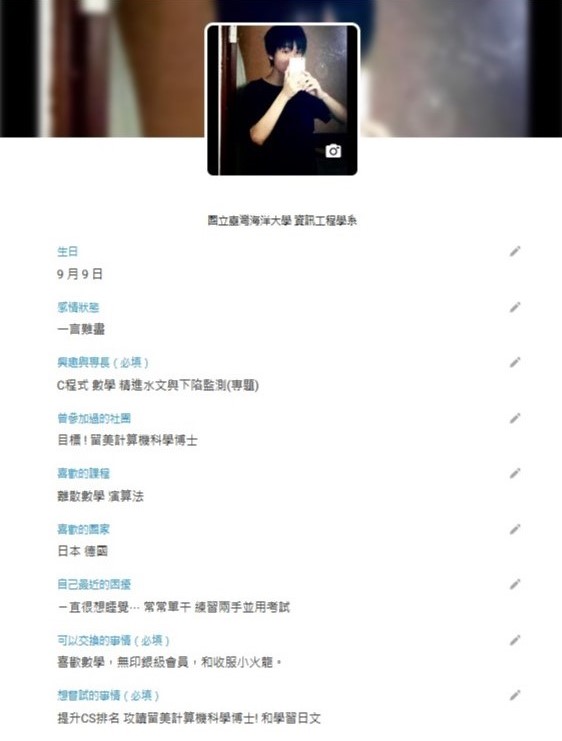 國立臺灣海洋大學 資訊工程學系
生日
9 月 9 日
感情狀態
一言難盡
興趣與專長 ( 必填 )
C程式 數學 精進水文與下陷監測(專題)
曾參加過的社團
目標 ! 留美計算機科學博士
喜歡的課程
離散數學 演算法
喜歡的國家
日本 德國
自己最近的困擾
一直很想睡覺… 常常單干 練習兩手並用考試
可以交換的事情 ( 必填 )
喜歡數學，無印銀級會員，和收服小火龍。
想嘗試的事情 ( 必填 )
提升CS排名 攻讀留美計算機科學博士! 和學習日文